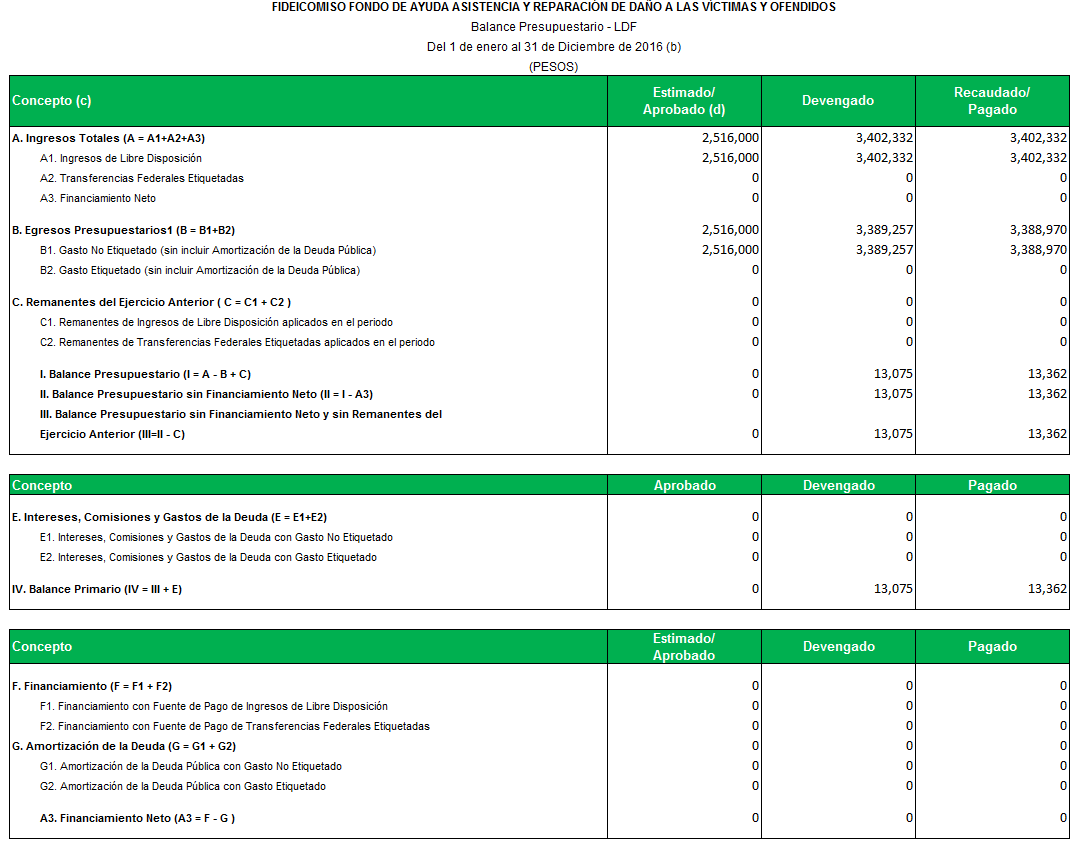 FIDEICOMISO FONDO DE AYUDA ASISTENCIA Y REPARACIÓN DE DAÑO A LAS VÍCTIMAS Y OFENDIDOS
Balance Presupuestario - LDF
Del 1 de enero al 31 de Diciembre de 2016 (b)
(PESOS)
Concepto (c) Estimado/ Aprobado (d) Devengado Recaudado/ Pagado
A. Ingresos Totales (A = A1+A2+A3) 2,516,000 3,402,332 3,402,332
A1. Ingresos de Libre Disposición 2,516,000 3,402,332 3,402,332
A2. Transferencias Federales Etiquetadas 0 0 0
A3. Financiamiento Neto 0 0 0
B. Egresos Presupuestarios1 (B = B1+B2) 2,516,000 3,389,257 3,388,970
B1. Gasto No Etiquetado (sin incluir Amortización de la Deuda Pública) 2,516,000 3,389,257 3,388,970
B2. Gasto Etiquetado (sin incluir Amortización de la Deuda Pública) 0 0 0
C. Remanentes del Ejercicio Anterior ( C = C1 + C2 ) 0 0 0
C1. Remanentes de Ingresos de Libre Disposición aplicados en el periodo 0 0 0
C2. Remanentes de Transferencias Federales Etiquetadas aplicados en el periodo 0 0 0
I. Balance Presupuestario (I = A - B + C) 0 13,075 13,362
II. Balance Presupuestario sin Financiamiento Neto (II = I - A3) 0 13,075 13,362
III. Balance Presupuestario sin Financiamiento Neto y sin Remanentes del
Ejercicio Anterior (III=II - C) 0 13,075 13,362
Concepto Aprobado Devengado Pagado
E. Intereses, Comisiones y Gastos de la Deuda (E = E1+E2) 0 0 0
E1. Intereses, Comisiones y Gastos de la Deuda con Gasto No Etiquetado 0 0 0
E2. Intereses, Comisiones y Gastos de la Deuda con Gasto Etiquetado 0 0 0
IV. Balance Primario (IV = III + E) 0 13,075 13,362
Concepto Estimado/ Aprobado Devengado Pagado
F. Financiamiento (F = F1 + F2) 0 0 0
F1. Financiamiento con Fuente de Pago de Ingresos de Libre Disposición 0 0 0
F2. Financiamiento con Fuente de Pago de Transferencias Federales Etiquetadas 0 0 0
G. Amortización de la Deuda (G = G1 + G2) 0 0 0
G1. Amortización de la Deuda Pública con Gasto No Etiquetado 0 0 0
G2. Amortización de la Deuda Pública con Gasto Etiquetado 0 0 0
A3. Financiamiento Neto (A3 = F - G ) 0 0 0